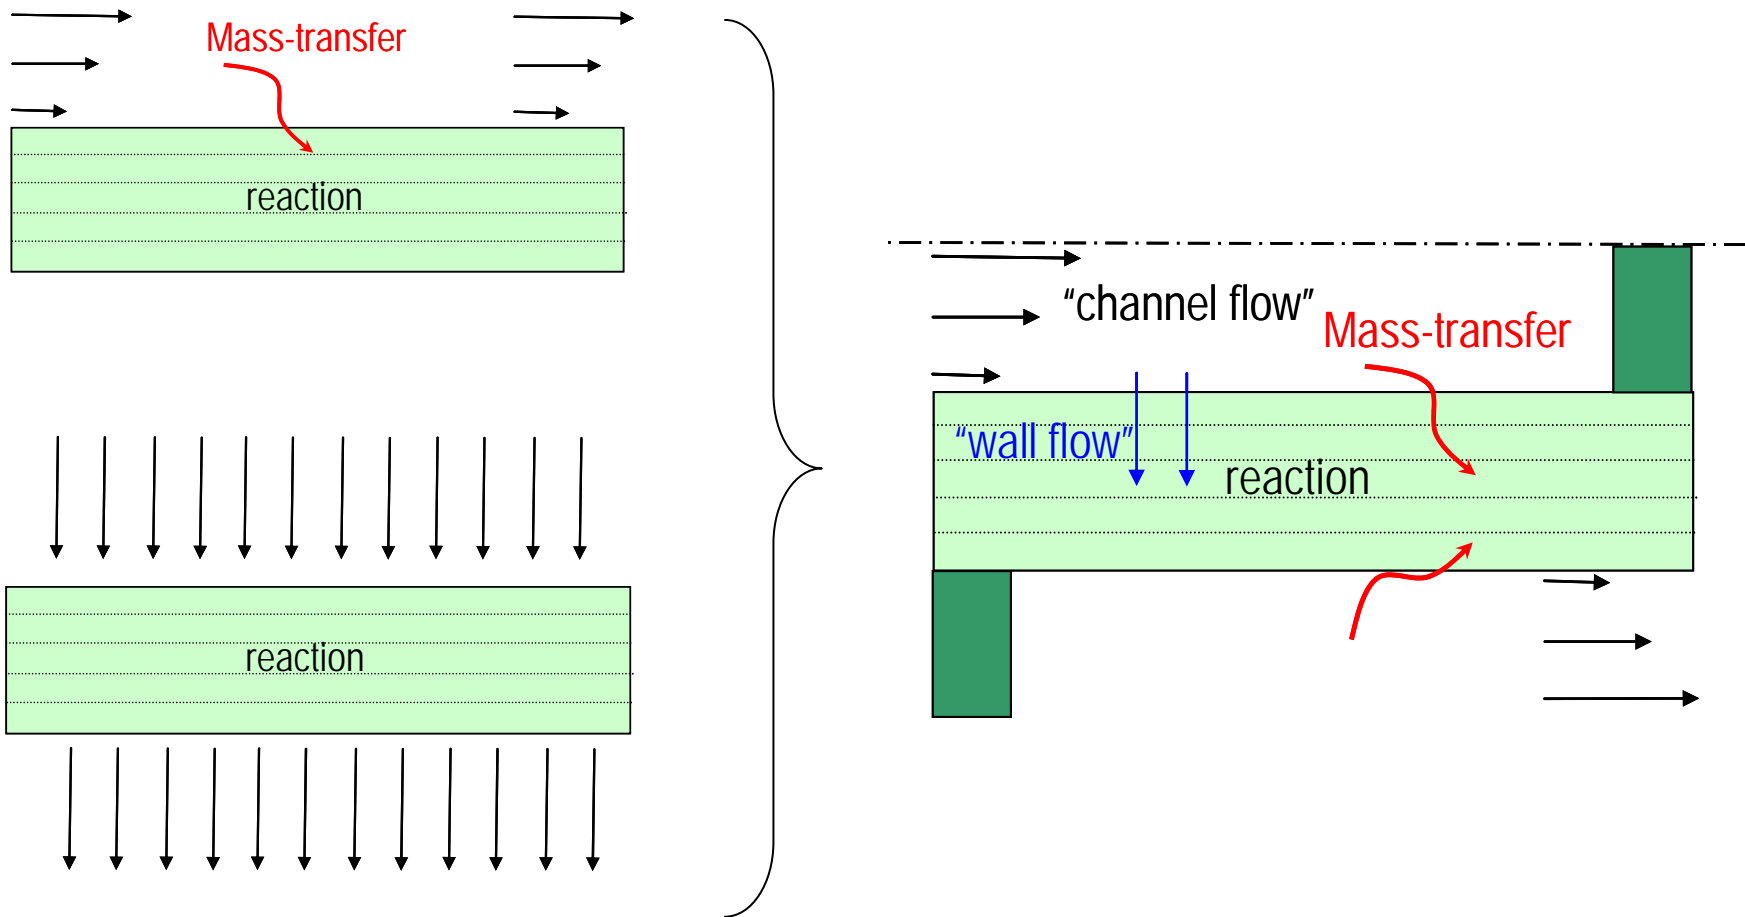 Mass-transfer
reaction
reaction
“channel flow”
Mass-transfer
“wall flow”
reaction